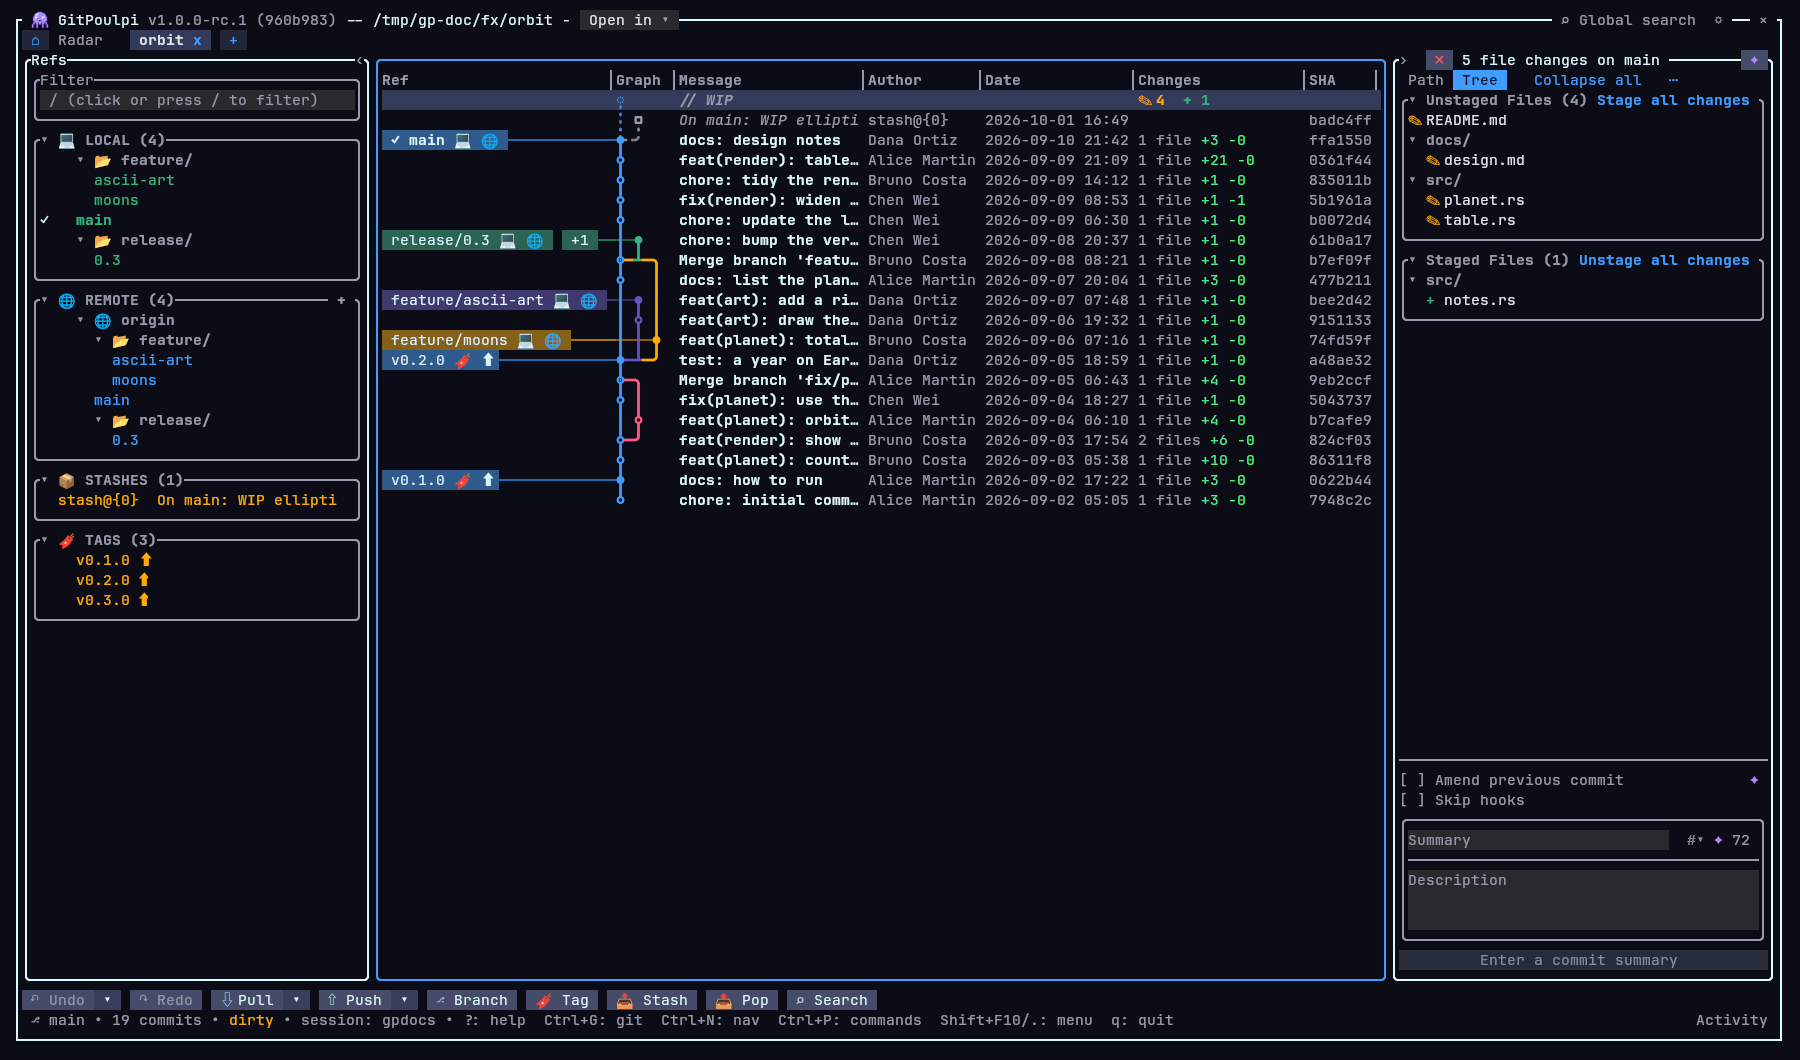 GitPoulpi v1.0.0-rc.1 (960b983) —— /tmp/gp-doc/fx/orbit - Open in ▾ ⌕ Global search ☼ ×
⌂ Radar orbit x +
Refs ‹
Filter
/ (click or press / to filter)
▾ LOCAL (4)
▾ feature/
ascii-art
moons
✓ main
▾ release/
0.3
▾ REMOTE (4) +
▾ origin
▾ feature/
ascii-art
moons
main
▾ release/
0.3
▾ STASHES (1)
stash@{0} On main: WIP ellipti
▾ TAGS (3)
v0.1.0 ⬆
v0.2.0 ⬆
v0.3.0 ⬆
Ref Graph Message Author Date Changes SHA
// WIP ✎4 + 1
On main: WIP ellipti stash@{0} 2026-10-01 16:49 badc4ff
✓ main docs: design notes Dana Ortiz 2026-09-10 21:42 1 file +3 -0 ffa1550
feat(render): table… Alice Martin 2026-09-09 21:09 1 file +21 -0 0361f44
chore: tidy the ren… Bruno Costa 2026-09-09 14:12 1 file +1 -0 835011b
fix(render): widen … Chen Wei 2026-09-09 08:53 1 file +1 -1 5b1961a
chore: update the l… Chen Wei 2026-09-09 06:30 1 file +1 -0 b0072d4
release/0.3 +1 chore: bump the ver… Chen Wei 2026-09-08 20:37 1 file +1 -0 61b0a17
Merge branch 'featu… Bruno Costa 2026-09-08 08:21 1 file +1 -0 b7ef09f
docs: list the plan… Alice Martin 2026-09-07 20:04 1 file +3 -0 477b211
feature/ascii-art feat(art): add a ri… Dana Ortiz 2026-09-07 07:48 1 file +1 -0 bee2d42
feat(art): draw the… Dana Ortiz 2026-09-06 19:32 1 file +1 -0 9151133
feature/moons feat(planet): total… Bruno Costa 2026-09-06 07:16 1 file +1 -0 74fd59f
v0.2.0 ⬆ test: a year on Ear… Dana Ortiz 2026-09-05 18:59 1 file +1 -0 a48ae32
Merge branch 'fix/p… Alice Martin 2026-09-05 06:43 1 file +4 -0 9eb2ccf
fix(planet): use th… Chen Wei 2026-09-04 18:27 1 file +1 -0 5043737
feat(planet): orbit… Alice Martin 2026-09-04 06:10 1 file +4 -0 b7cafe9
feat(render): show … Bruno Costa 2026-09-03 17:54 2 files +6 -0 824cf03
feat(planet): count… Bruno Costa 2026-09-03 05:38 1 file +10 -0 86311f8
v0.1.0 ⬆ docs: how to run Alice Martin 2026-09-02 17:22 1 file +3 -0 0622b44
chore: initial comm… Alice Martin 2026-09-02 05:05 1 file +3 -0 7948c2c
› ✕ 5 file changes on main ✦
Path Tree Collapse all ⋯
▾ Unstaged Files (4) Stage all changes
✎ README.md
▾ docs/
✎ design.md
▾ src/
✎ planet.rs
✎ table.rs
▾ Staged Files (1) Unstage all changes
▾ src/
+ notes.rs
[ ] Amend previous commit ✦
[ ] Skip hooks
Summary #▾ ✦ 72
Description
Enter a commit summary
↶ Undo ▾ ↷ Redo ⇩ Pull ▾ ⇧ Push ▾ ⎇ Branch Tag Stash Pop ⌕ Search
⎇ main • 19 commits • dirty • session: gpdocs • ?: help Ctrl+G: git Ctrl+N: nav Ctrl+P: commands Shift+F10/.: menu q: quit Activity